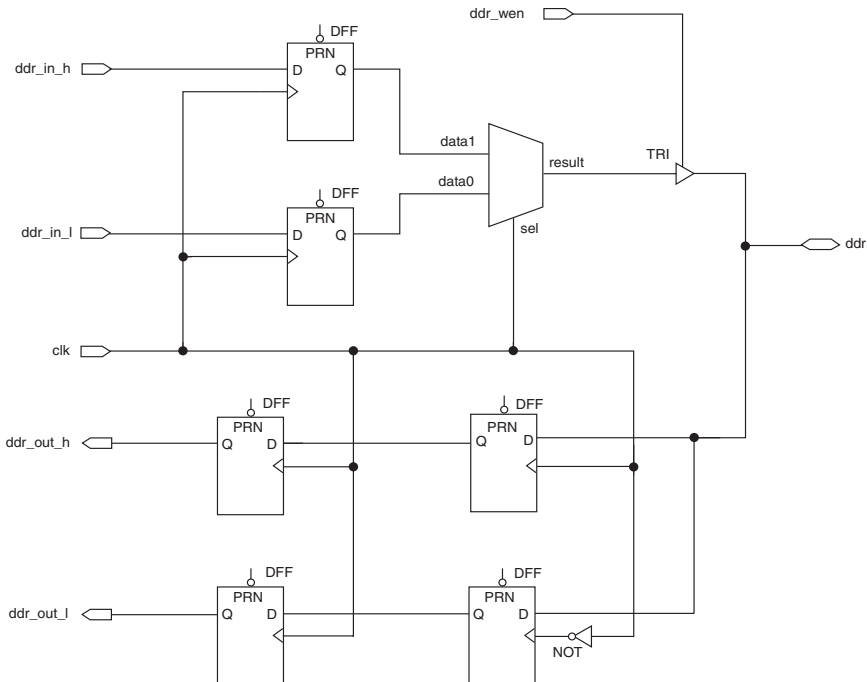 ddr_wen
DFF
PRN
ddr_in_h
D
Q
data1
TRI
result
DFF
data0
PRN
ddr_in_l
D
Q
sel
ddr
clk
DFF
DFF
PRN
PRN
ddr_out_h
Q
D
Q
D
DFF
DFF
PRN
PRN
ddr_out_l
Q
D
Q
D
NOT